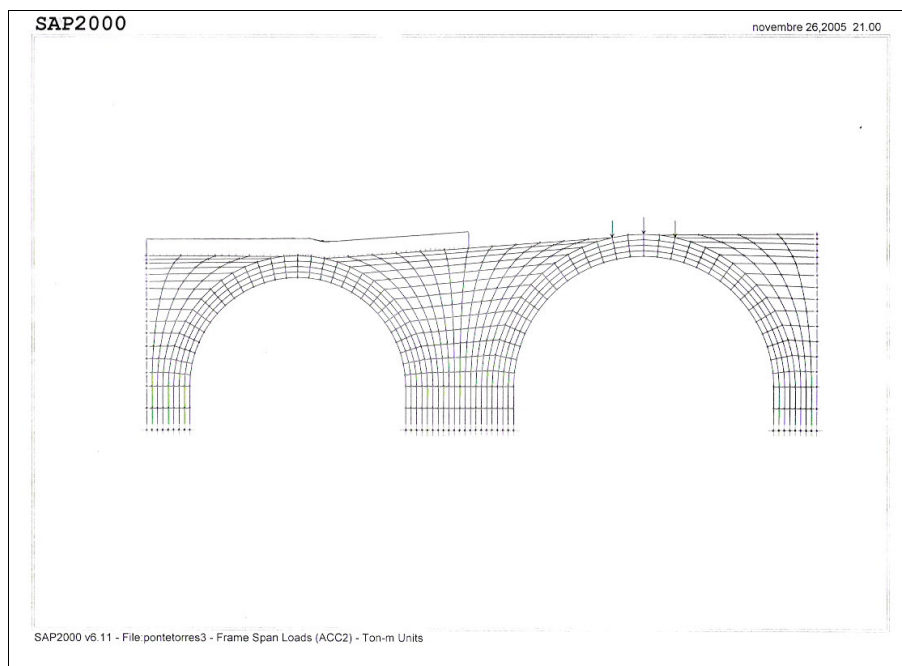 SAP2000
novembre 26,2005 21.00
SAP2000 v6.11 - File:pontetorres3 - Frame Span Loads (ACC2) - Ton-m Units